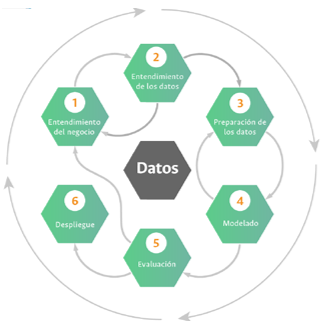 1
Entendimiento
del negocio
2
Entendimiento
de los datos
3
Preparación de
los datos
4
Modelado
5
Evaluación
6
Despliegue
Datos